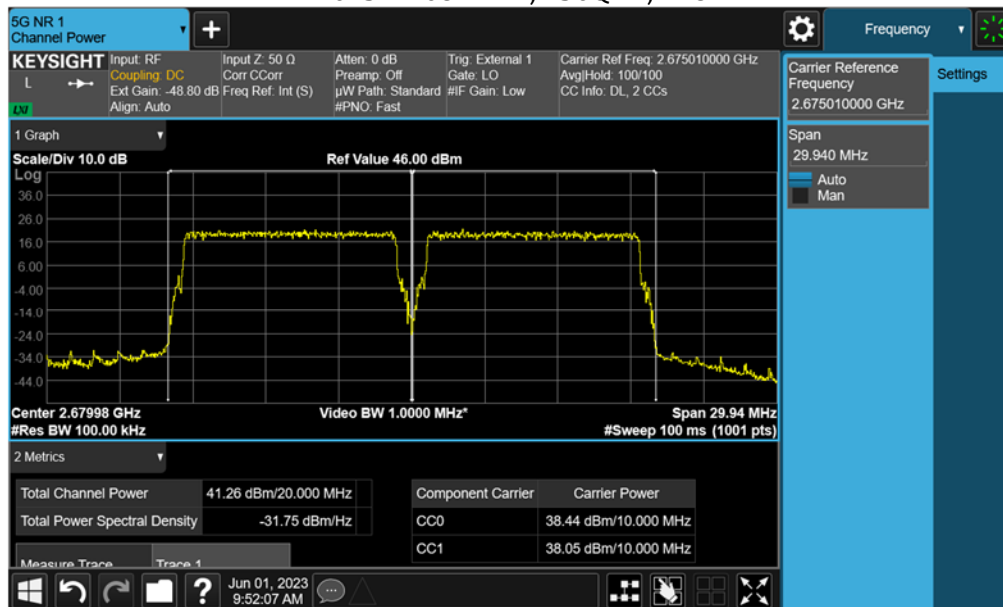 5G NR 1
Channel Power
+
Frequency
KEYSIGHT
L
LXI
Input: RF
Coupling: DC
Ext Gain: -48.80 dB
Align: Auto
Input Z: 50 Ω
Corr CCorr
Freq Ref: Int (S)
Atten: 0 dB
Preamp: Off
µW Path: Standard
#PNO: Fast
Trig: External 1
Gate: LO
#IF Gain: Low
Carrier Ref Freq: 2.675010000 GHz
Avg|Hold: 100/100
CC Info: DL, 2 CCs
Carrier Reference
Frequency
2.675010000 GHz
Settings
Span
29.940 MHz
Auto
Man
1 Graph
Scale/Div 10.0 dB
Ref Value 46.00 dBm
Log
36.0
26.0
16.0
6.00
-4.00
-14.0
-24.0
-34.0
-44.0
Center 2.67998 GHz
Video BW 1.0000 MHz*
Span 29.94 MHz
#Res BW 100.00 kHz
#Sweep 100 ms (1001 pts)
2 Metrics
Total Channel Power 41.26 dBm/20.000 MHz
Total Power Spectral Density -31.75 dBm/Hz
Component Carrier Carrier Power
CC0 38.44 dBm/10.000 MHz
CC1 38.05 dBm/10.000 MHz
Measure Trace Trace 1
?
Jun 01, 2023
9:52:07 AM